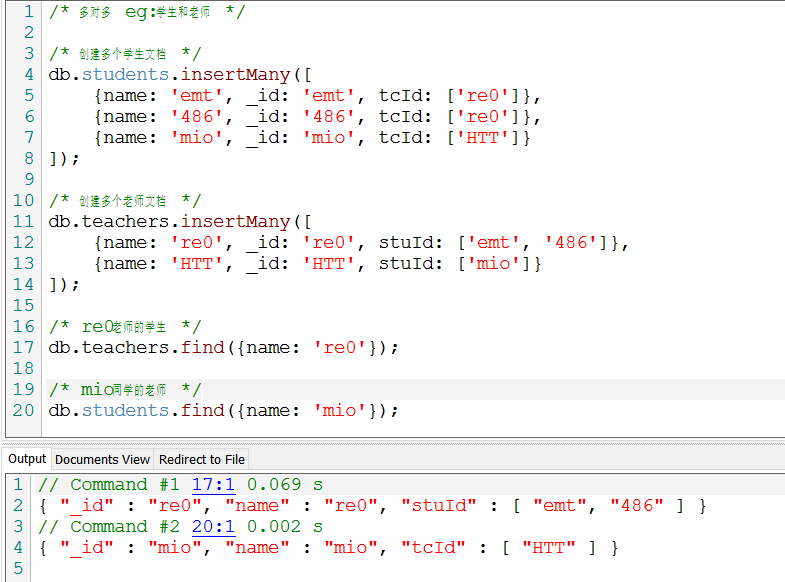 1 /* 多对多 eg:学生和老师 */
2
3 /* 创建多个学生文档 */
4 db.students.insertMany([
5 {name: 'emt', _id: 'emt', tcId: ['re0']},
6 {name: '486', _id: '486', tcId: ['re0']},
7 {name: 'mio', _id: 'mio', tcId: ['HTT']}
8 ]);
9
10 /* 创建多个老师文档 */
11 db.teachers.insertMany([
12 {name: 're0', _id: 're0', stuId: ['emt', '486']},
13 {name: 'HTT', _id: 'HTT', stuId: ['mio']}
14 ]);
15
16 /* re0老师的学生 */
17 db.teachers.find({name: 're0'});
18
19 /* mio同学的老师 */
20 db.students.find({name: 'mio'});
Output Documents View Redirect to File
1 // Command #1 17:1 0.069 s
2 { "_id" : "re0", "name" : "re0", "stuId" : [ "emt", "486" ] }
3 // Command #2 20:1 0.002 s
4 { "_id" : "mio", "name" : "mio", "tcId" : [ "HTT" ] }
5